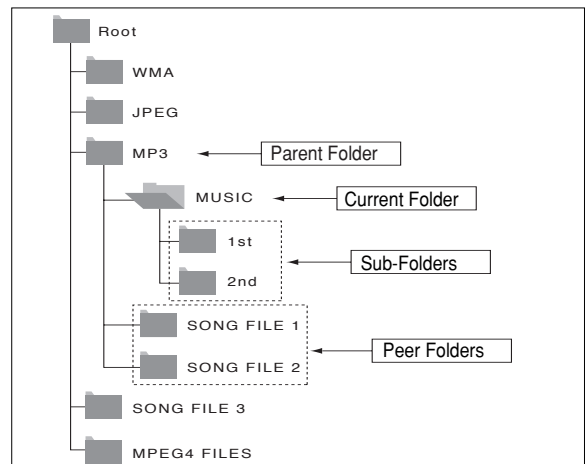 Root
WMA
JPEG
MP3
Parent Folder
MUSIC
Current Folder
1st
Sub-Folders
2nd
SONG FILE 1
Peer Folders
SONG FILE 2
SONG FILE 3
MPEG4 FILES